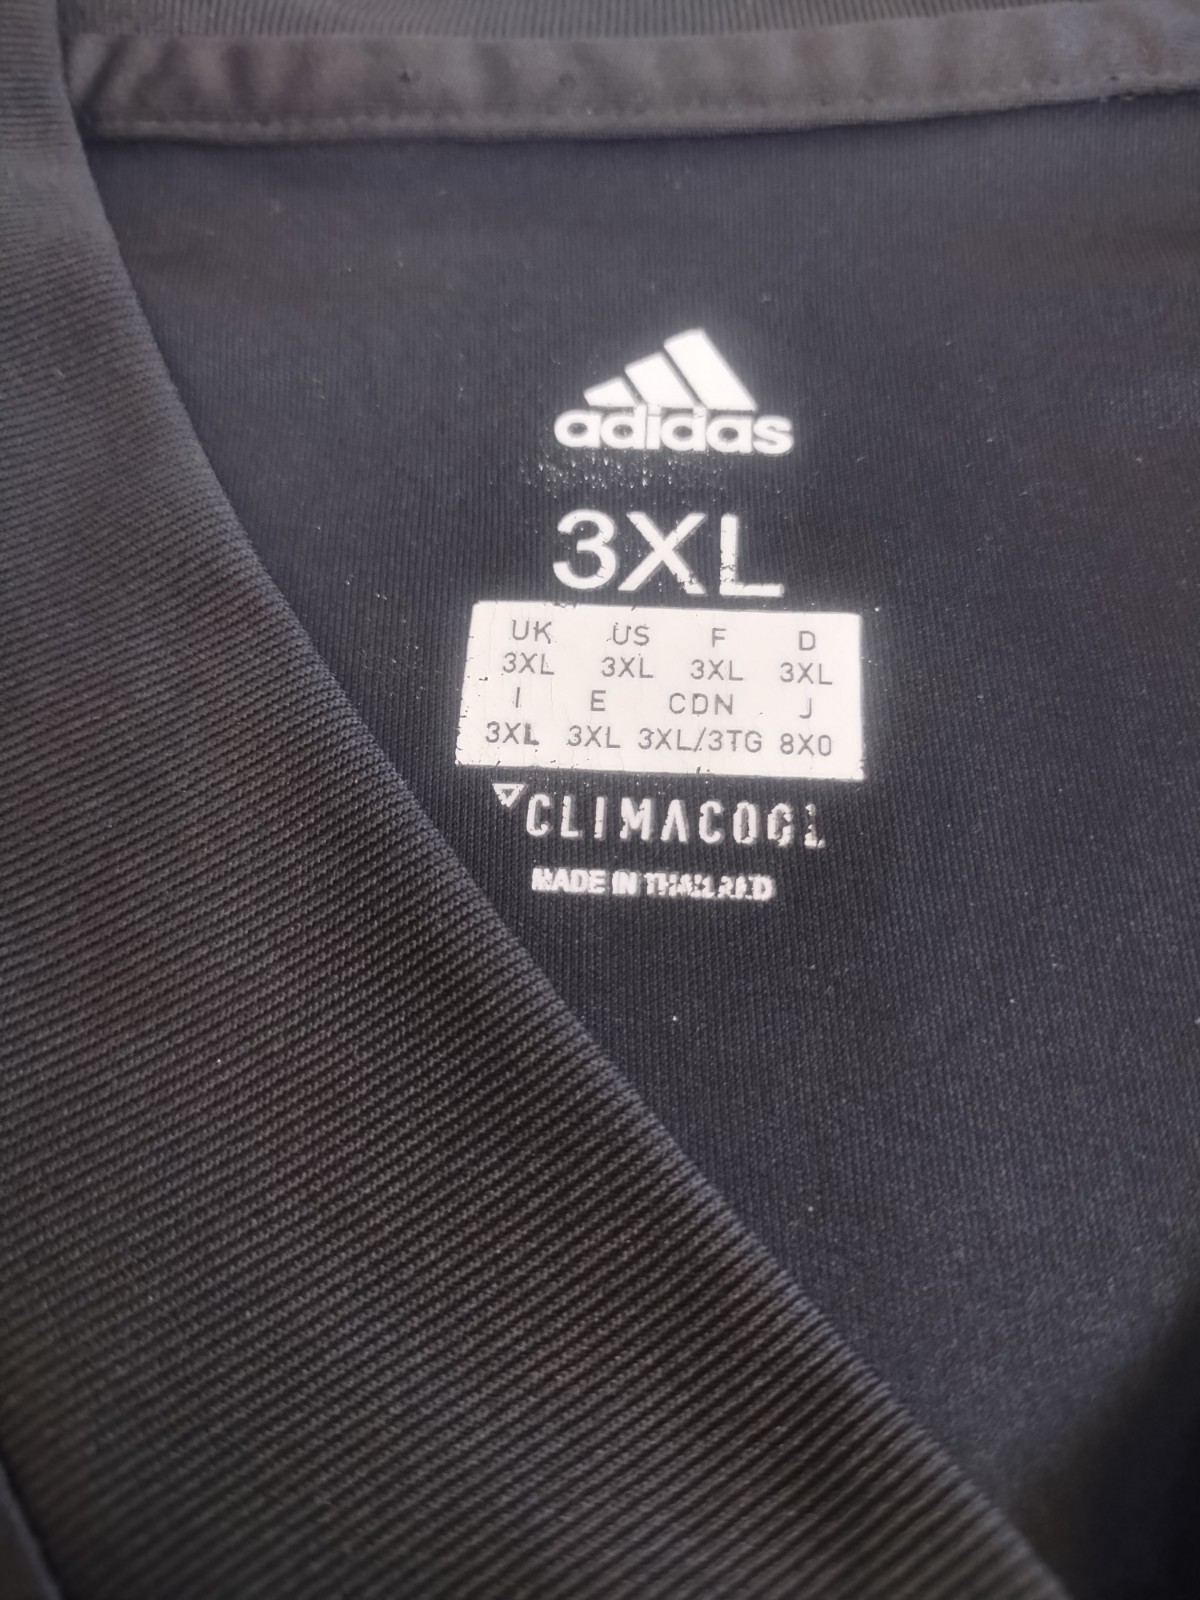 adidas
3XL
UK US F D
3XL 3XL 3XL 3XL
I E CDN J
3XL 3XL 3XL/3TG 8XO
CLIMACOOL
MADE IN THAILAND